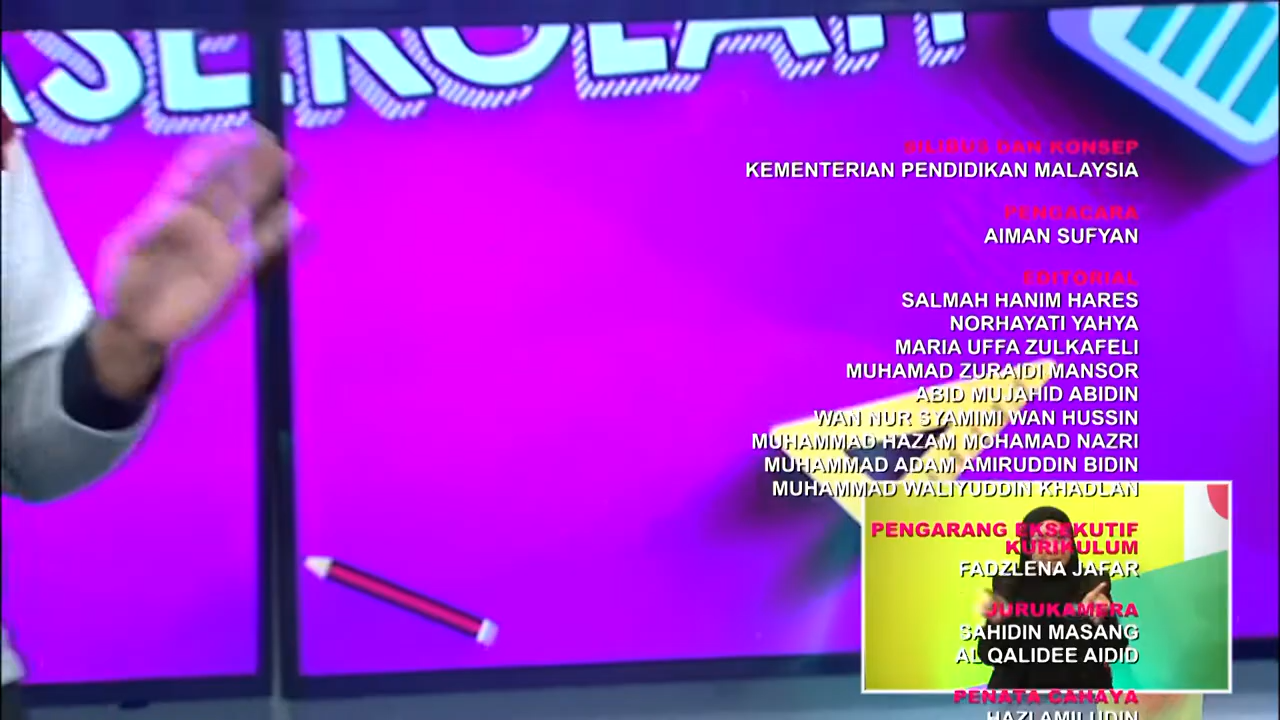 SEKOLAH
SILIBUS DAN KONSEP
KEMENTERIAN PENDIDIKAN MALAYSIA
PENGACARA
AIMAN SUFYAN
EDITORIAL
SALMAH HANIM HARES
NORHAYATI YAHYA
MARIA UFFA ZULKAFELI
MUHAMAD ZURAIDI MANSOR
ABID MUJAHID ABIDIN
WAN NUR SYAMIMI WAN HUSSIN
MUHAMMAD HAZAM MOHAMAD NAZRI
MUHAMMAD ADAM AMIRUDDIN BIDIN
MUHAMMAD WALIYUDDIN KHADLAN
PENGARANG EKSEKUTIF
KURIKULUM
FADZLENA JAFAR
JURUKAMERA
SAHIDIN MASANG
AL QALIDEE AIDID
PENATA CAHAYA
HAZLAMILUDIN